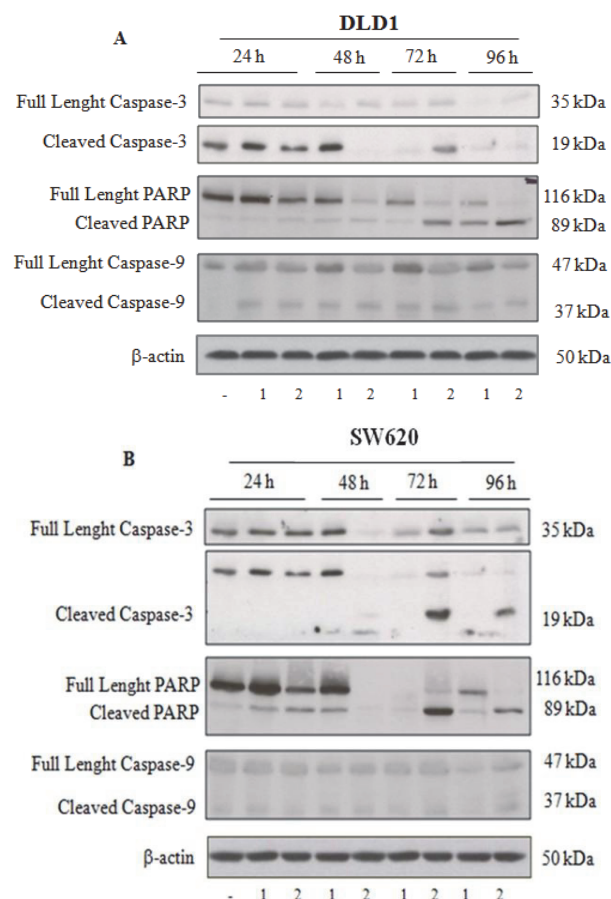 A
DLD1
24 h 48 h 72 h 96 h
Full Lenght Caspase-3 35 kDa
Cleaved Caspase-3 19 kDa
Full Lenght PARP 116 kDa
Cleaved PARP 89 kDa
Full Lenght Caspase-9 47 kDa
Cleaved Caspase-9 37 kDa
β-actin 50 kDa
- 1 2 1 2 1 2 1 2
B
SW620
24 h 48 h 72 h 96 h
Full Lenght Caspase-3 35 kDa
Cleaved Caspase-3 19 kDa
Full Lenght PARP 116 kDa
Cleaved PARP 89 kDa
Full Lenght Caspase-9 47 kDa
Cleaved Caspase-9 37 kDa
β-actin 50 kDa
- 1 2 1 2 1 2 1 2